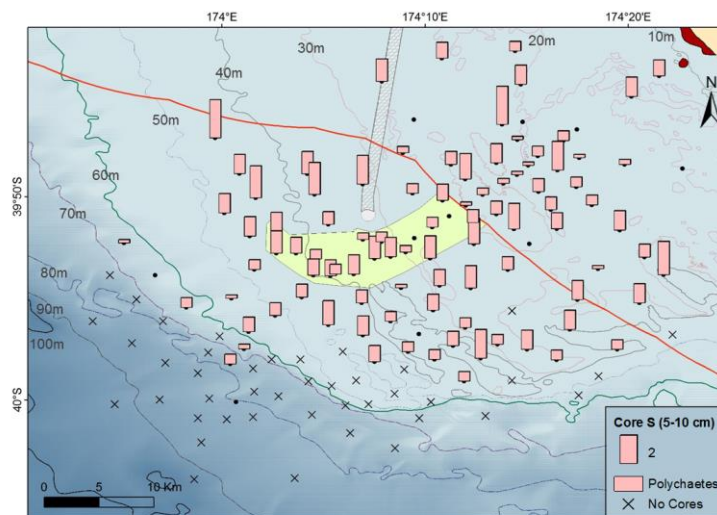 174°E 174°10'E 174°20'E
10m
20m
30m
40m
50m
60m
70m
80m
90m
100m
N
39°50'S
40°S
Core S (5-10 cm)
2
Polychaetes
No Cores
0 5 10 Km